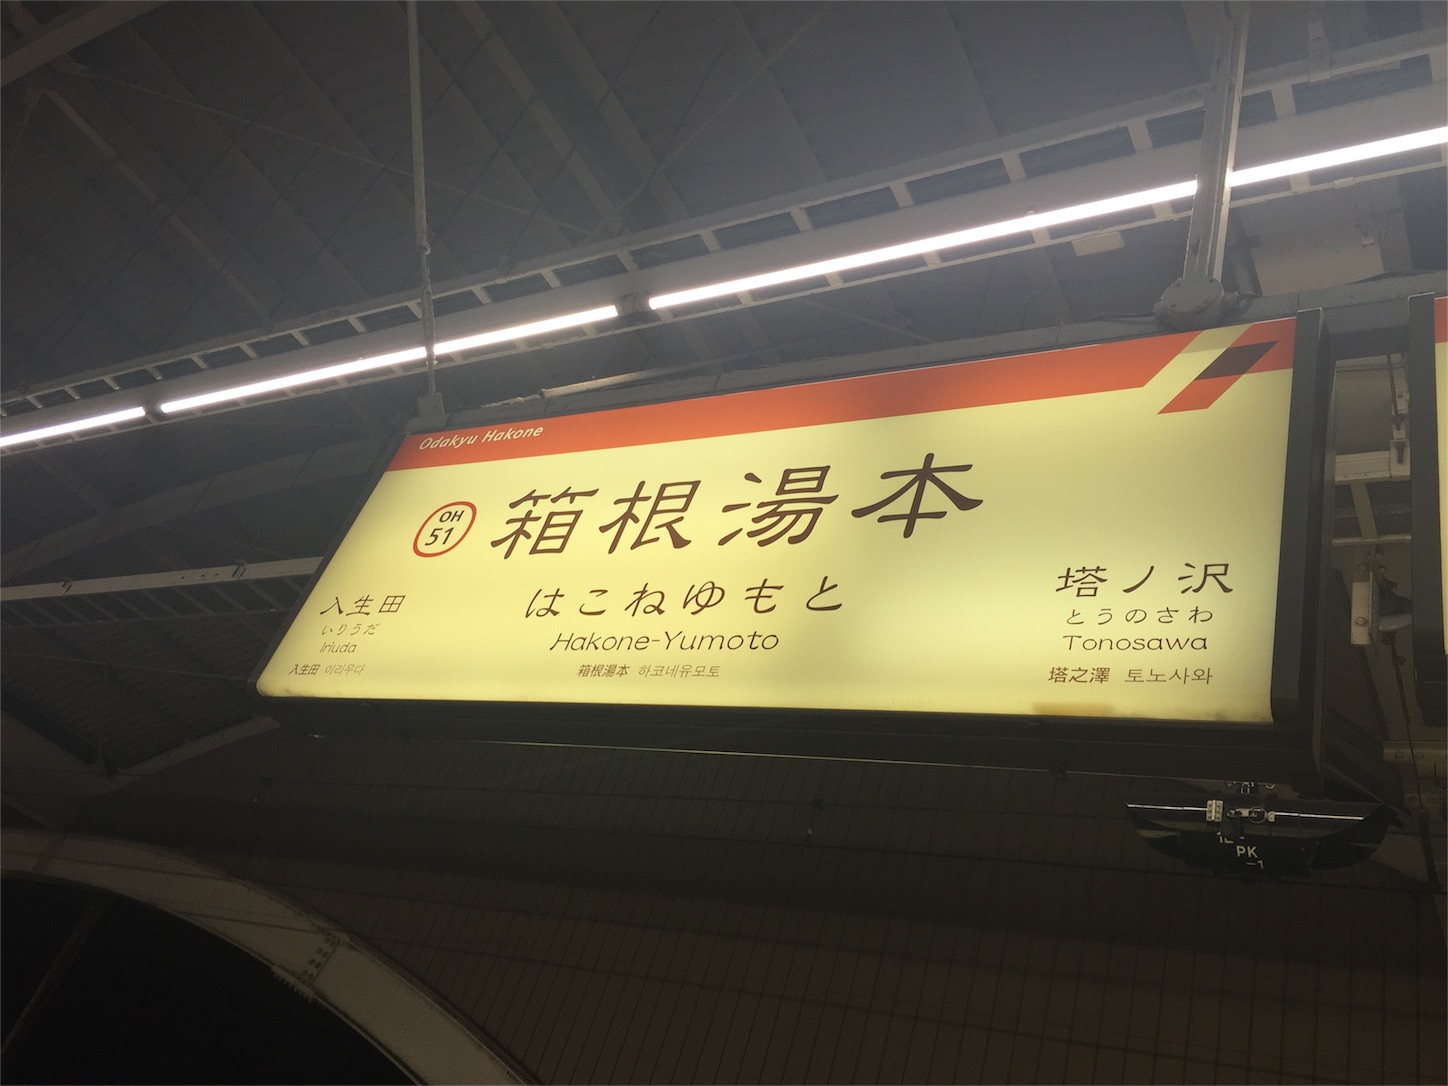 Odakyu Hakone
OH
51
箱根湯本
はこねゆもと
Hakone-Yumoto
箱根湯本 하코네유모토
入生田
いりうだ
Iriuda
入生田 이리우다
塔ノ沢
とうのさわ
Tonosawa
塔之澤 토노사와
PK
-1